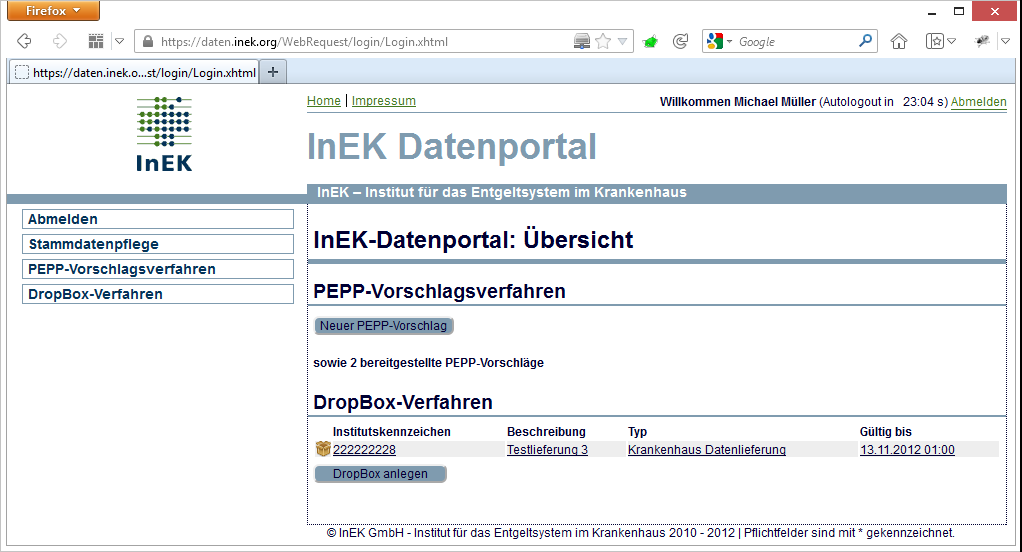 Firefox
https://daten.inek.org/WebRequest/login/Login.xhtml
Google
https://daten.inek.o...st/login/Login.xhtml
InEK
Home | Impressum
Willkommen Michael Müller (Autologout in 23:04 s) Abmelden
InEK Datenportal
InEK – Institut für das Entgeltsystem im Krankenhaus
Abmelden
Stammdatenpflege
PEPP-Vorschlagsverfahren
DropBox-Verfahren
InEK-Datenportal: Übersicht
PEPP-Vorschlagsverfahren
Neuer PEPP-Vorschlag
sowie 2 bereitgestellte PEPP-Vorschläge
DropBox-Verfahren
Institutskennzeichen Beschreibung Typ Gültig bis
222222228 Testlieferung 3 Krankenhaus Datenlieferung 13.11.2012 01:00
DropBox anlegen
© InEK GmbH - Institut für das Entgeltsystem im Krankenhaus 2010 - 2012 | Pflichtfelder sind mit * gekennzeichnet.